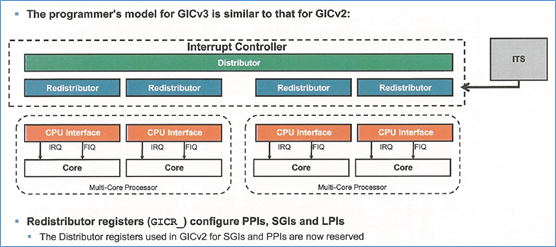 The programmer's model for GICv3 is similar to that for GICv2:
Interrupt Controller
Distributor
ITS
Redistributor Redistributor Redistributor Redistributor
CPU Interface CPU Interface CPU Interface CPU Interface
IRQ FIQ IRQ FIQ IRQ FIQ IRQ FIQ
Core Core Core Core
Multi-Core Processor Multi-Core Processor
Redistributor registers (GICR_) configure PPIs, SGIs and LPIs
The Distributor registers used in GICv2 for SGIs and PPIs are now reserved